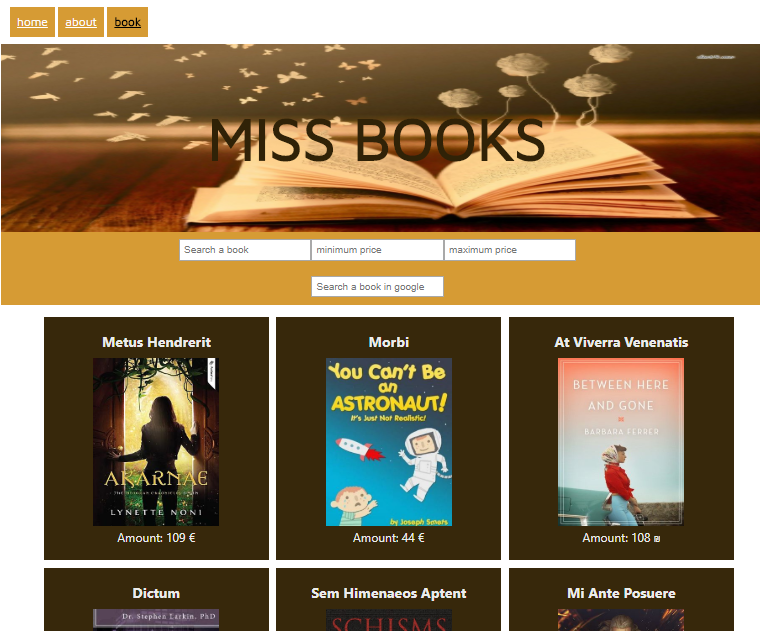 home about book
MISS BOOKS
Search a book minimum price maximum price
Search a book in google
Metus Hendrerit Morbi At Viverra Venenatis
AKARNAE
LYNETTE NONI
You Can't Be
an
ASTRONAUT!
It's Just Not Realistic!
by Joseph Smets
BETWEEN HERE
AND GONE
BARBARA FERRER
Amount: 109 € Amount: 44 € Amount: 108 ₪
Dictum Sem Himenaeos Aptent Mi Ante Posuere
Dr. Stephen Larkin, PhD
SCHISMS